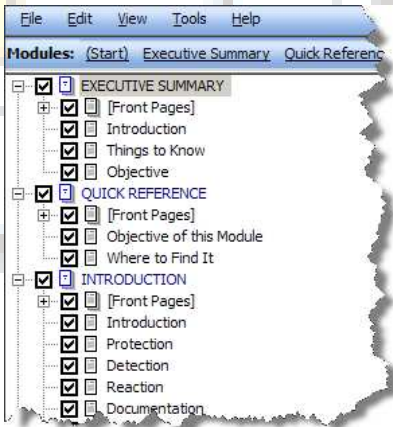 File Edit View Tools Help
Modules: (Start) Executive Summary Quick Referenc
EXECUTIVE SUMMARY
[Front Pages]
Introduction
Things to Know
Objective
QUICK REFERENCE
[Front Pages]
Objective of this Module
Where to Find It
INTRODUCTION
[Front Pages]
Introduction
Protection
Detection
Reaction
Documentation